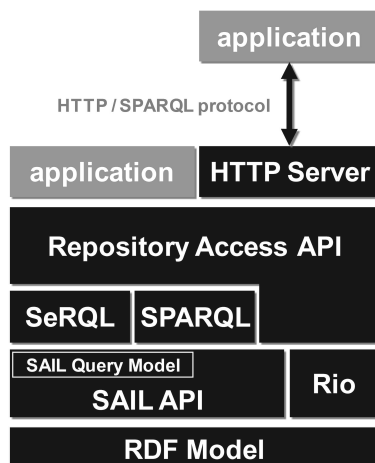 application
HTTP / SPARQL protocol
application
HTTP Server
Repository Access API
SeRQL
SPARQL
SAIL Query Model
SAIL API
Rio
RDF Model